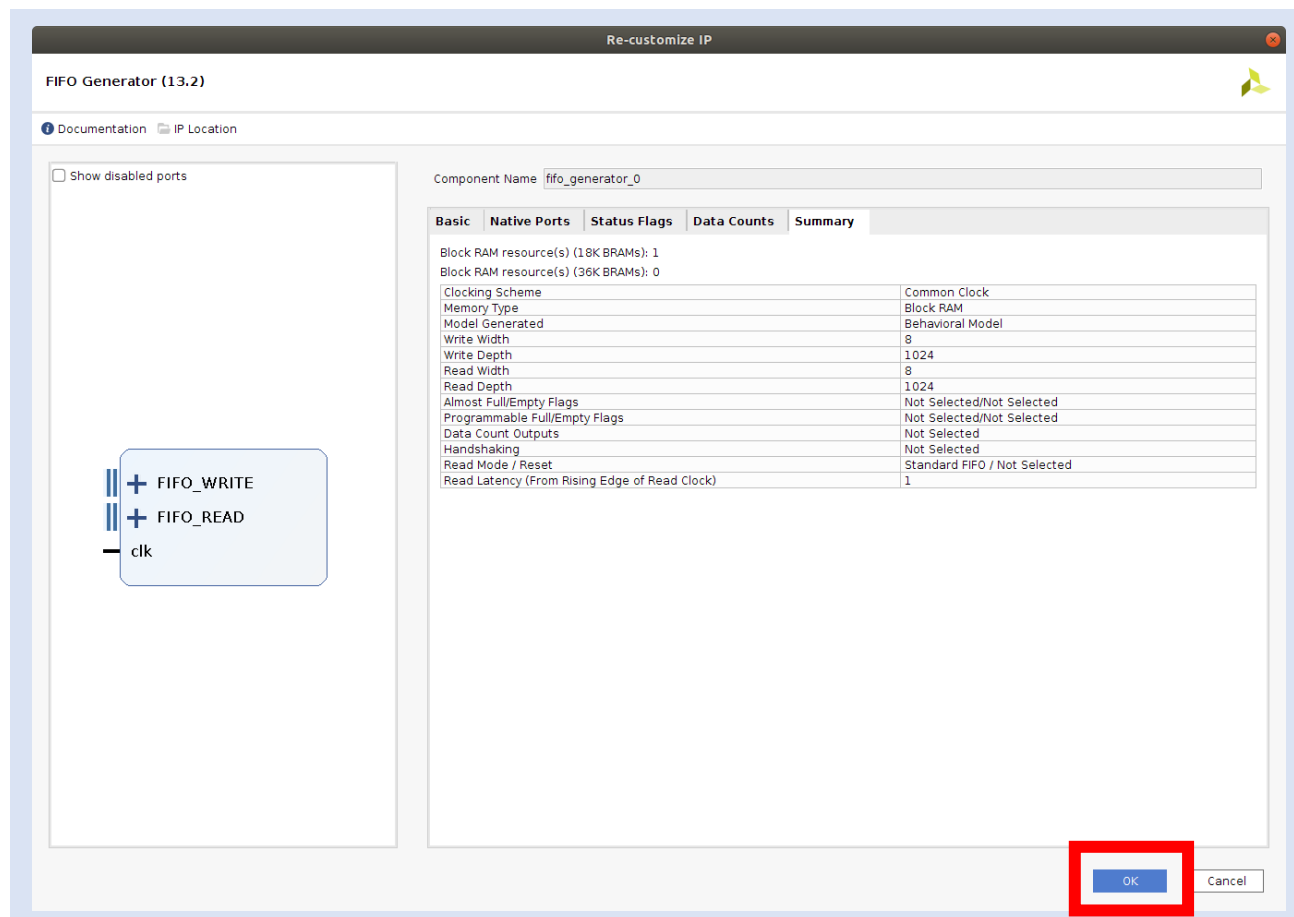 Re-customize IP
FIFO Generator (13.2)
Documentation IP Location
Show disabled ports
FIFO_WRITE
FIFO_READ
clk
Component Name fifo_generator_0
Basic Native Ports Status Flags Data Counts Summary
Block RAM resource(s) (18K BRAMs): 1
Block RAM resource(s) (36K BRAMs): 0
Clocking Scheme Common Clock
Memory Type Block RAM
Model Generated Behavioral Model
Write Width 8
Write Depth 1024
Read Width 8
Read Depth 1024
Almost Full/Empty Flags Not Selected/Not Selected
Programmable Full/Empty Flags Not Selected/Not Selected
Data Count Outputs Not Selected
Handshaking Not Selected
Read Mode / Reset Standard FIFO / Not Selected
Read Latency (From Rising Edge of Read Clock) 1
OK Cancel